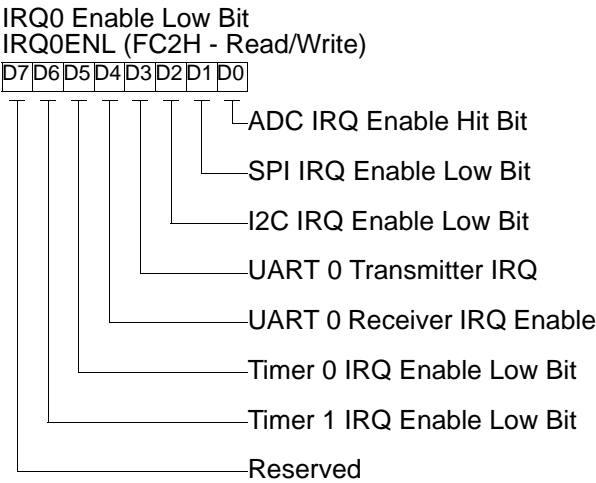 IRQ0 Enable Low Bit
IRQ0ENL (FC2H - Read/Write)
D7 D6 D5 D4 D3 D2 D1 D0
ADC IRQ Enable Hit Bit
SPI IRQ Enable Low Bit
I2C IRQ Enable Low Bit
UART 0 Transmitter IRQ
UART 0 Receiver IRQ Enable
Timer 0 IRQ Enable Low Bit
Timer 1 IRQ Enable Low Bit
Reserved